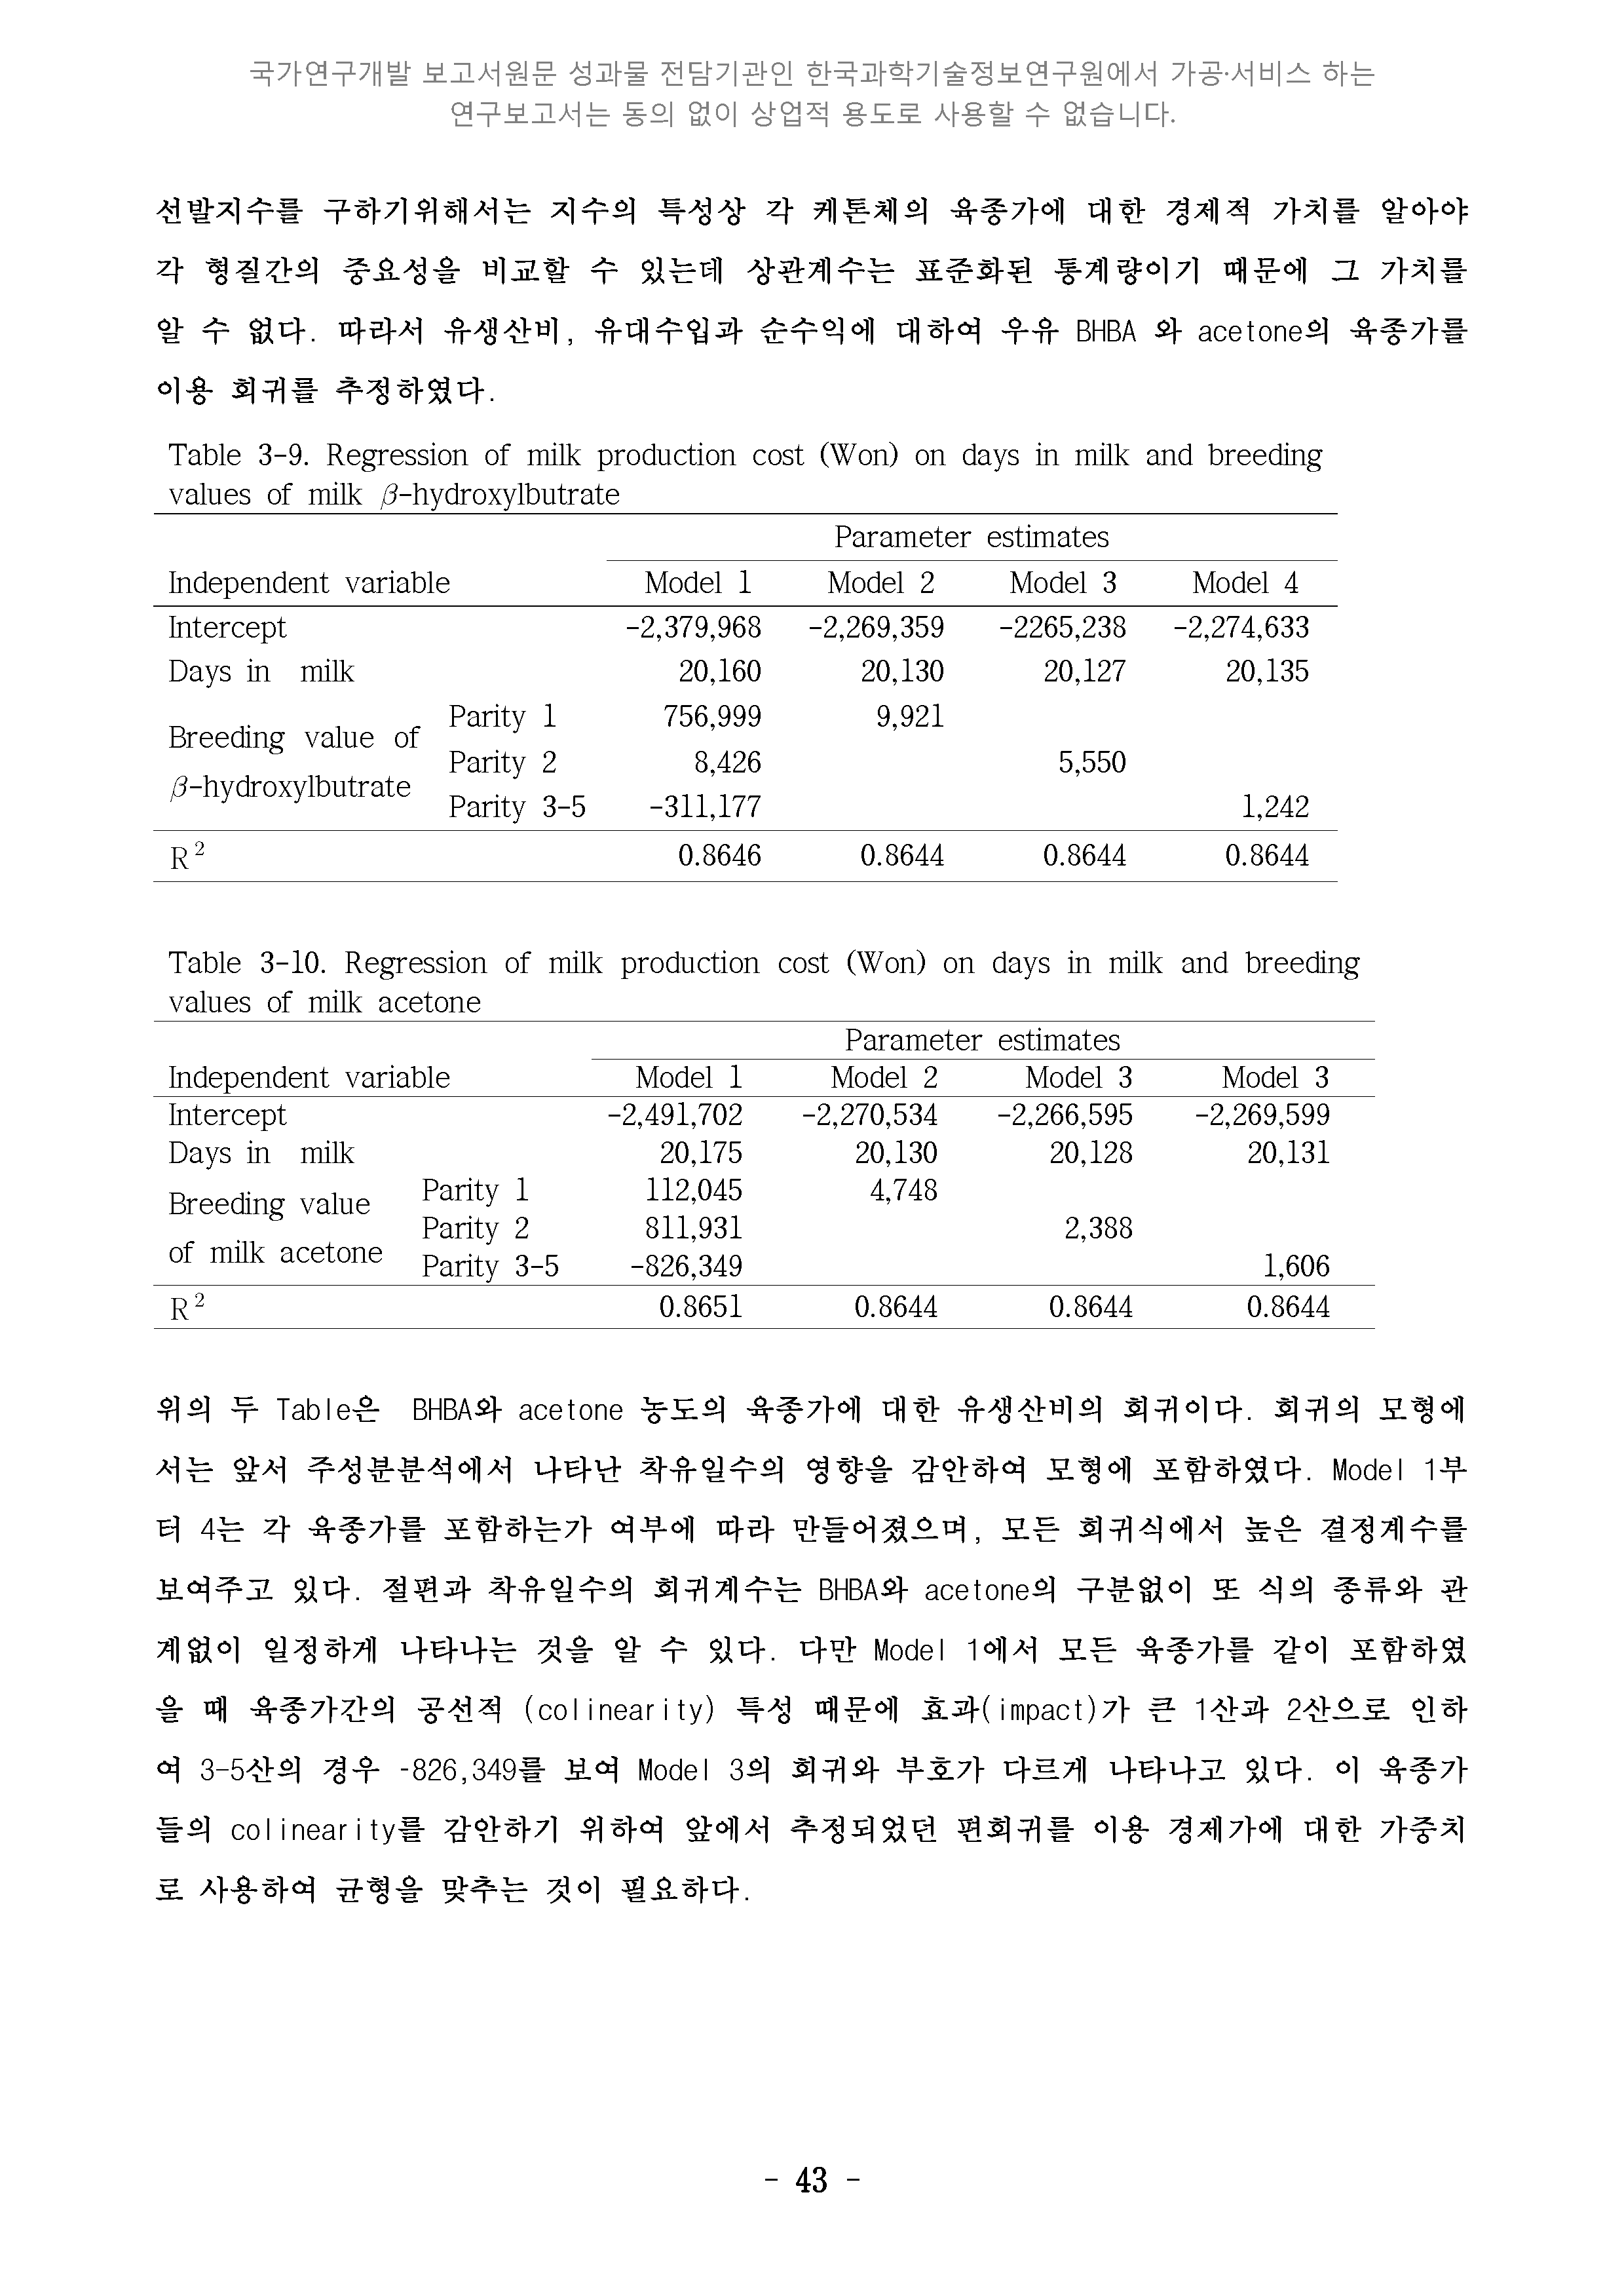 국가연구개발 보고서원문 성과물 전담기관인 한국과학기술정보연구원에서 가공·서비스 하는
연구보고서는 동의 없이 상업적 용도로 사용할 수 없습니다.
선발지수를 구하기위해서는 지수의 특성상 각 케톤체의 육종가에 대한 경제적 가치를 알아야
각 형질간의 중요성을 비교할 수 있는데 상관계수는 표준화된 통계량이기 때문에 그 가치를
알 수 없다. 따라서 유생산비, 유대수입과 순수익에 대하여 우유 BHBA 와 acetone의 육종가를
이용 회귀를 추정하였다.
Table 3-9. Regression of milk production cost (Won) on days in milk and breeding
values of milk β-hydroxylbutrate
Parameter estimates
Independent variable Model 1 Model 2 Model 3 Model 4
Intercept -2,379,968 -2,269,359 -2265,238 -2,274,633
Days in milk 20,160 20,130 20,127 20,135
Breeding value of β-hydroxylbutrate Parity 1 756,999 9,921
Parity 2 8,426 5,550
Parity 3-5 -311,177 1,242
R² 0.8646 0.8644 0.8644 0.8644
Table 3-10. Regression of milk production cost (Won) on days in milk and breeding
values of milk acetone
Parameter estimates
Independent variable Model 1 Model 2 Model 3 Model 3
Intercept -2,491,702 -2,270,534 -2,266,595 -2,269,599
Days in milk 20,175 20,130 20,128 20,131
Breeding value of milk acetone Parity 1 112,045 4,748
Parity 2 811,931 2,388
Parity 3-5 -826,349 1,606
R² 0.8651 0.8644 0.8644 0.8644
위의 두 Table은 BHBA와 acetone 농도의 육종가에 대한 유생산비의 회귀이다. 회귀의 모형에
서는 앞서 주성분분석에서 나타난 착유일수의 영향을 감안하여 모형에 포함하였다. Model 1부
터 4는 각 육종가를 포함하는가 여부에 따라 만들어졌으며, 모든 회귀식에서 높은 결정계수를
보여주고 있다. 절편과 착유일수의 회귀계수는 BHBA와 acetone의 구분없이 또 식의 종류와 관
계없이 일정하게 나타나는 것을 알 수 있다. 다만 Model 1에서 모든 육종가를 같이 포함하였
을 때 육종가간의 공선적 (colinearity) 특성 때문에 효과(impact)가 큰 1산과 2산으로 인하
여 3-5산의 경우 -826,349를 보여 Model 3의 회귀와 부호가 다르게 나타나고 있다. 이 육종가
들의 colinearity를 감안하기 위하여 앞에서 추정되었던 편회귀를 이용 경제가에 대한 가중치
로 사용하여 균형을 맞추는 것이 필요하다.
- 43 -